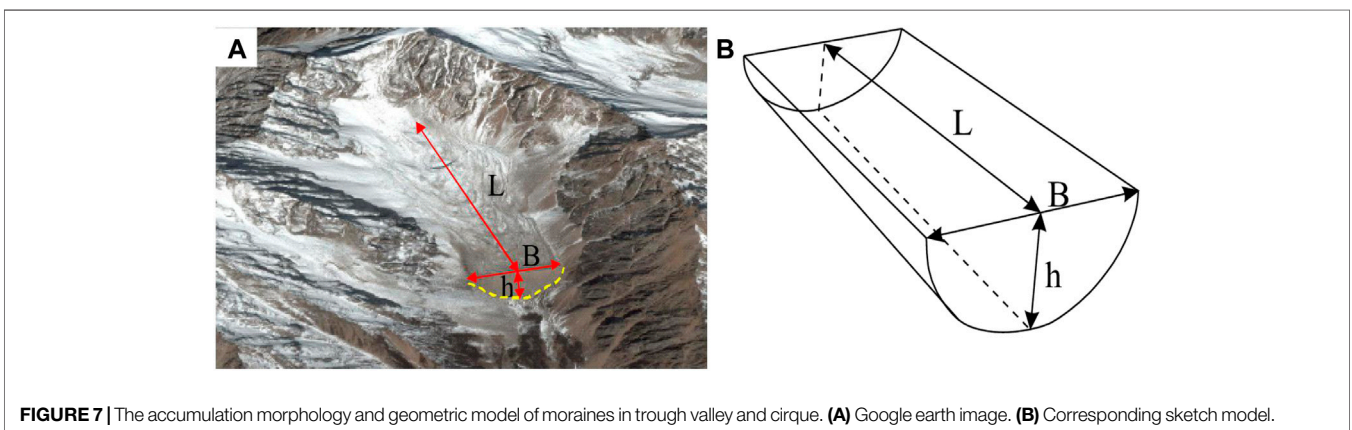 A
L
B
h
B
L
B
h
FIGURE 7 | The accumulation morphology and geometric model of moraines in trough valley and cirque. (A) Google earth image. (B) Corresponding sketch model.